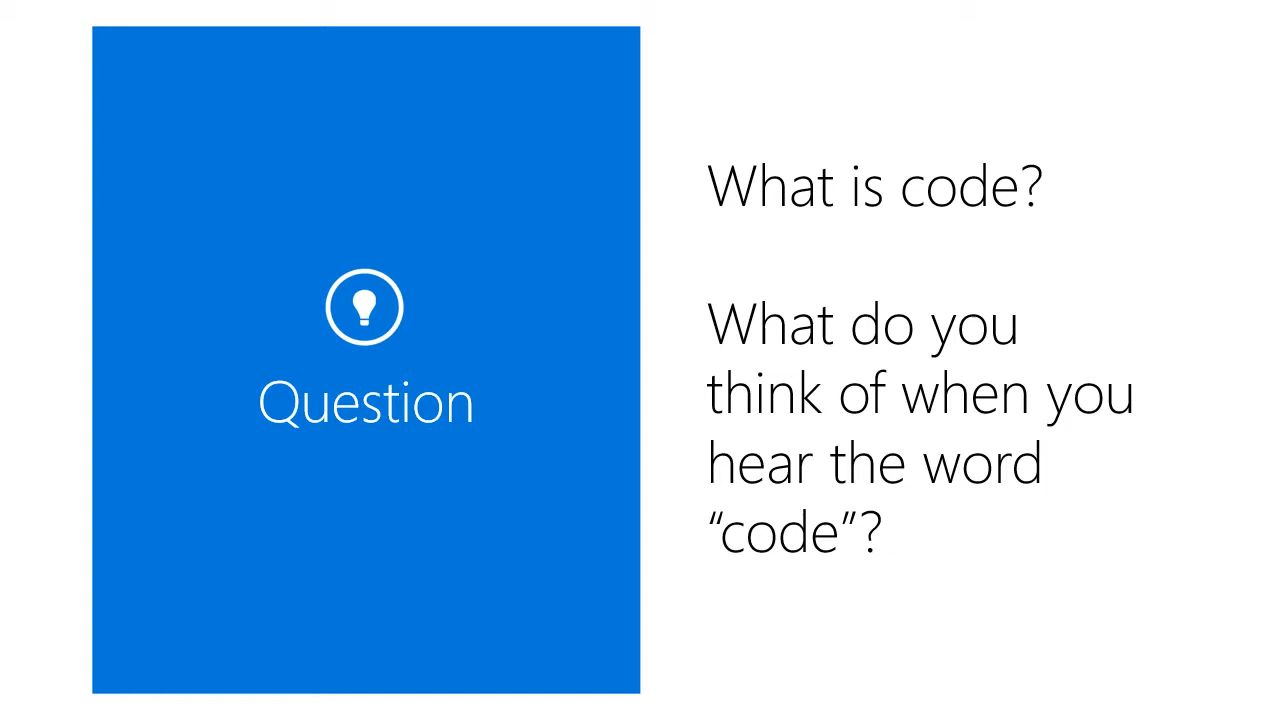 Question
What is code?
What do you
think of when you
hear the word
“code”?